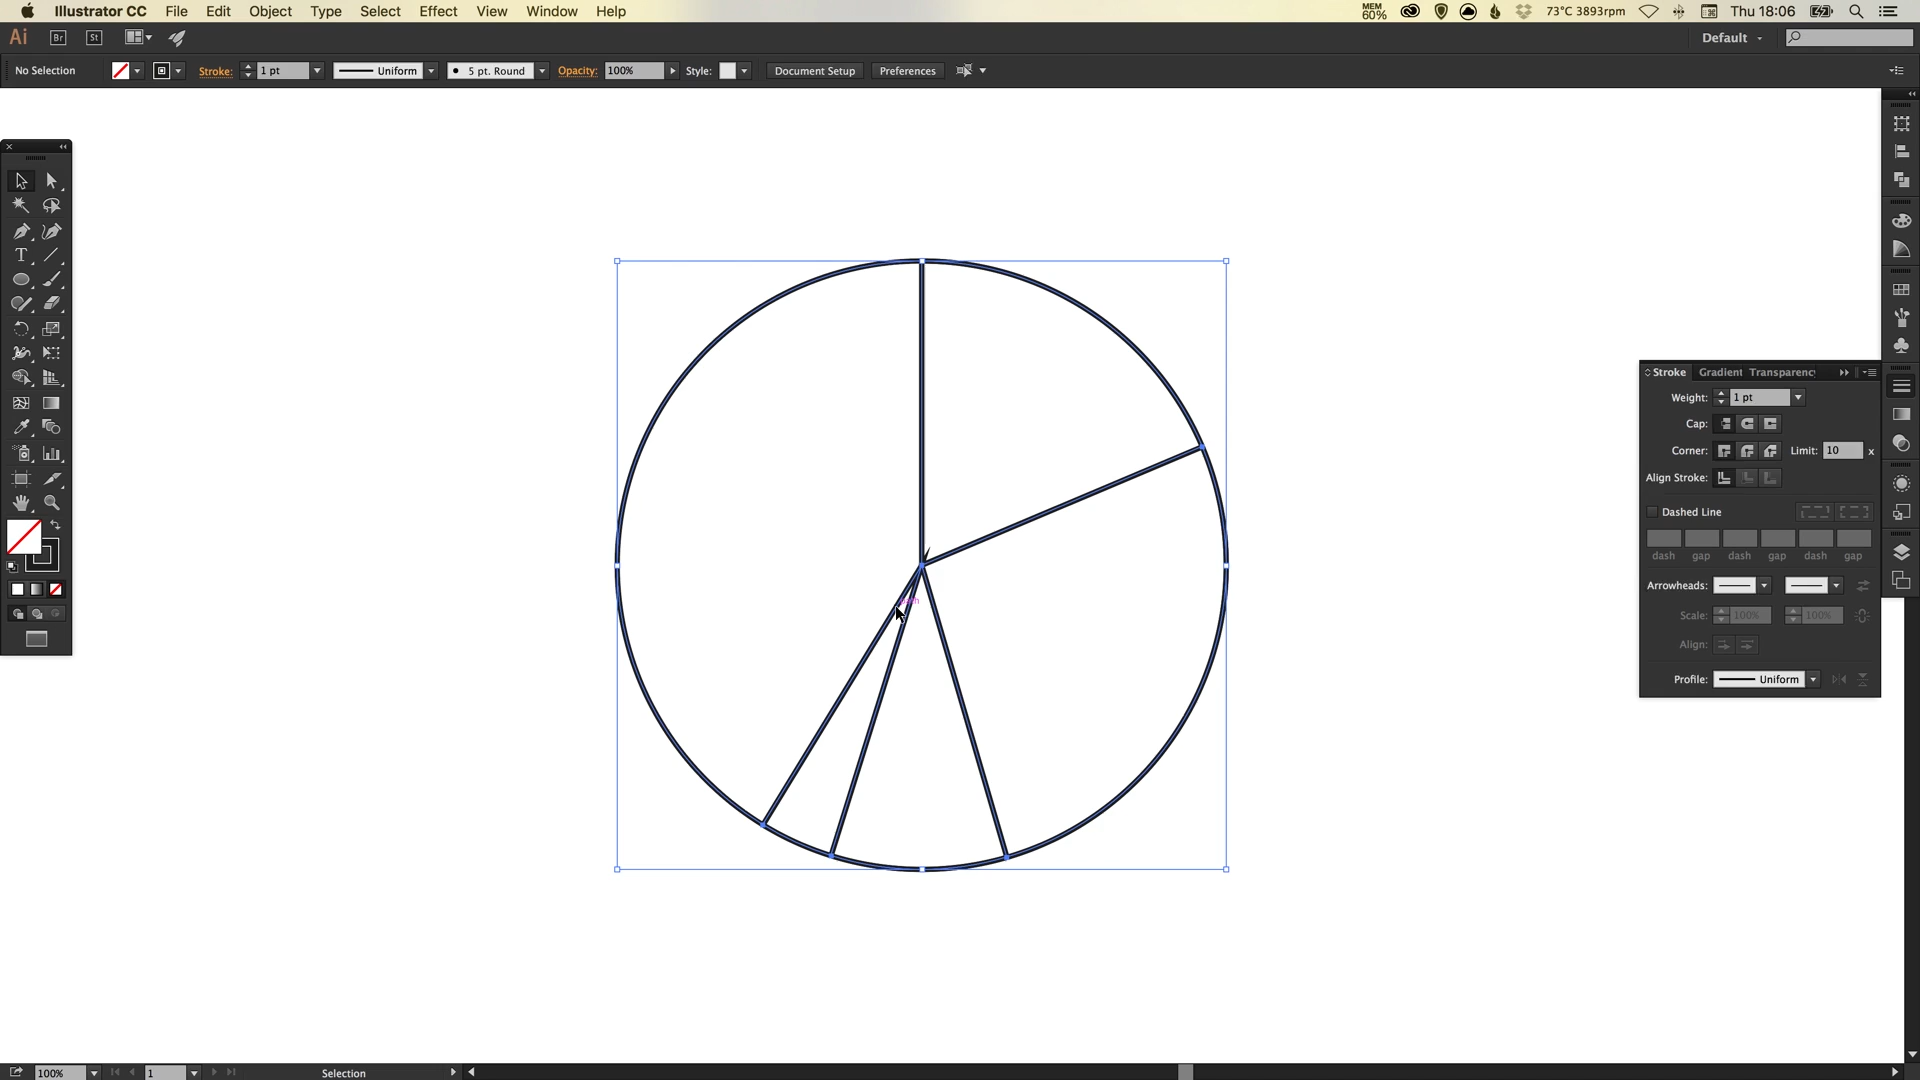 Illustrator CC File Edit Object Type Select Effect View Window Help
MEM
60%
73°C 3893rpm
Thu 18:06
Ai Br St
Default
No Selection
Stroke: 1 pt
Uniform
5 pt. Round
Opacity: 100%
Style:
Document Setup
Preferences
T
Stroke Gradient Transparency
Weight: 1 pt
Cap:
Corner:
Limit: 10 x
Align Stroke:
Dashed Line
dash gap dash gap dash gap
Arrowheads:
Scale: 100% 100%
Align:
Profile: Uniform
100%
1
Selection